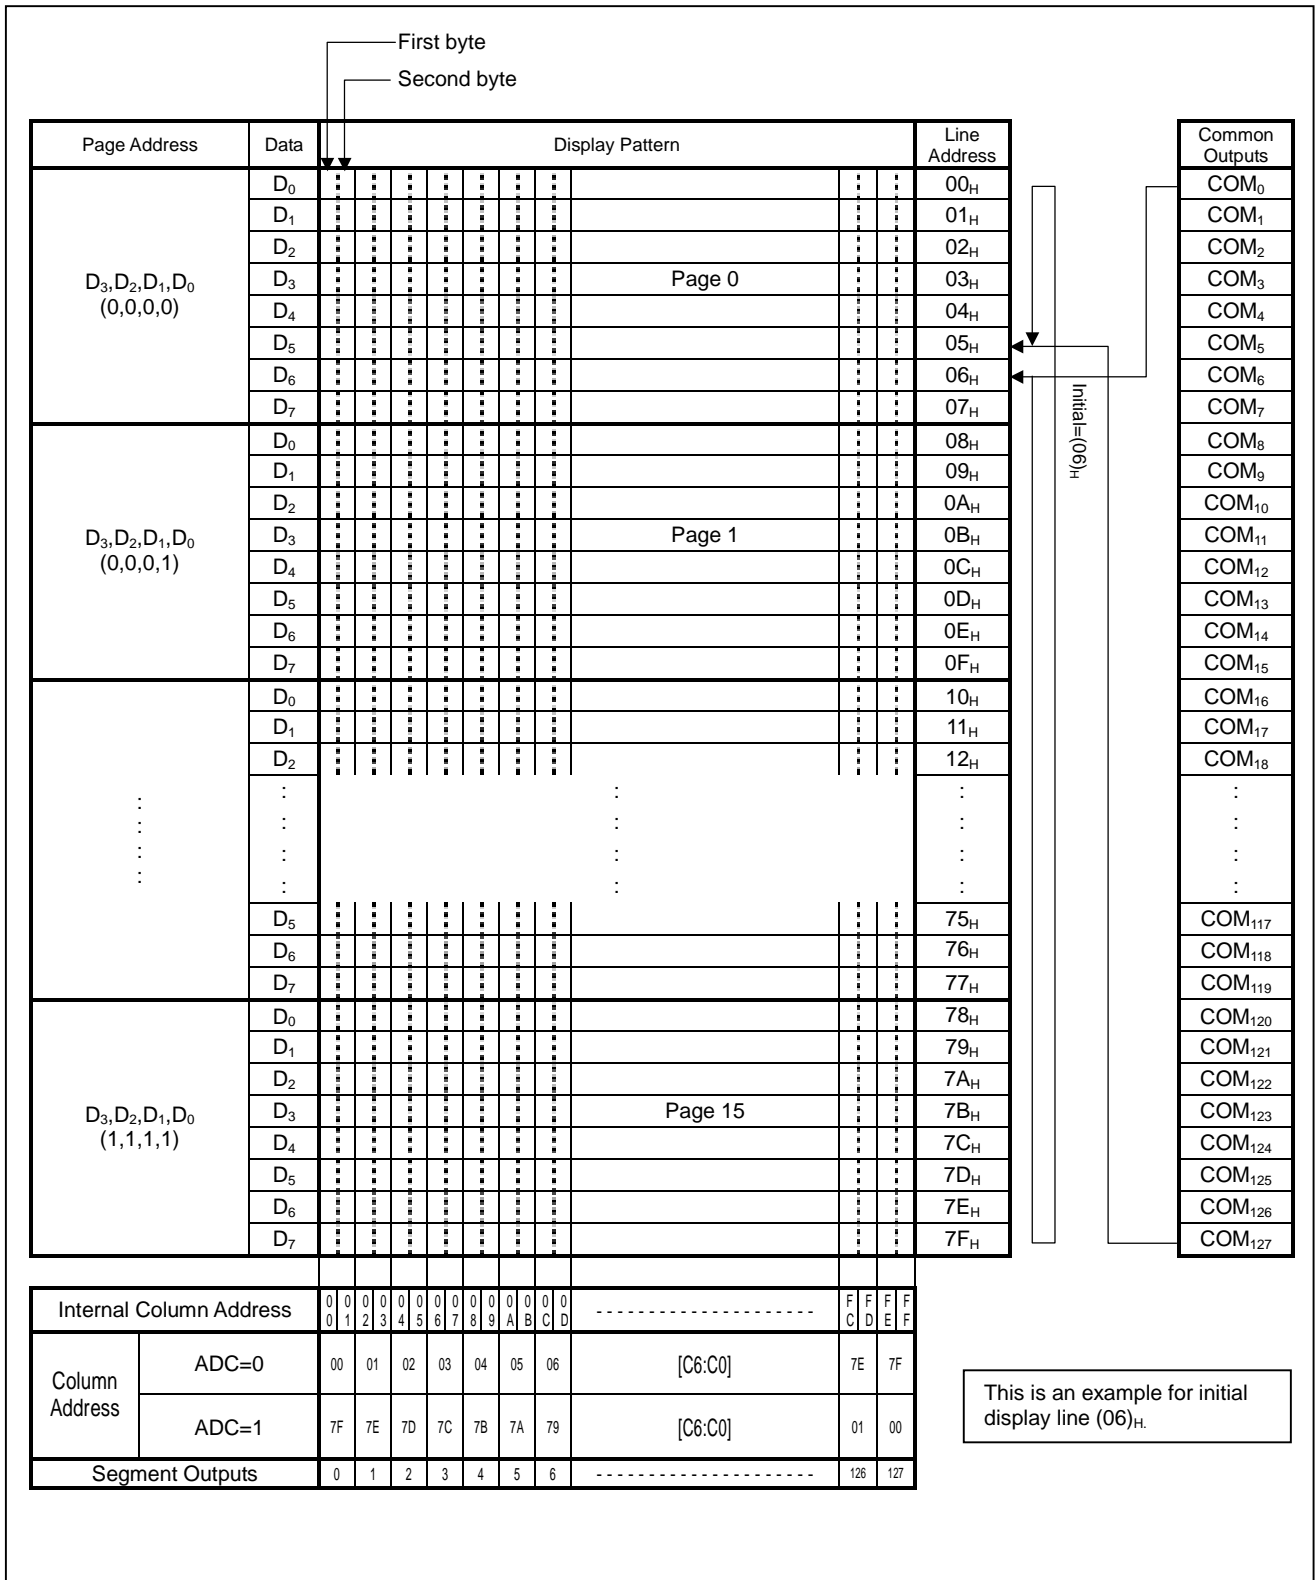 First byte
Second byte
Page Address Data Display Pattern Line Address Common Outputs
D0 00H COM0
D1 01H COM1
D2 02H COM2
D3,D2,D1,D0 (0,0,0,0) D3 Page 0 03H COM3
D4 04H COM4
D5 05H COM5
D6 06H COM6
D7 07H COM7
Initial=(06)H
D0 08H COM8
D1 09H COM9
D2 0AH COM10
D3,D2,D1,D0 (0,0,0,1) D3 Page 1 0BH COM11
D4 0CH COM12
D5 0DH COM13
D6 0EH COM14
D7 0FH COM15
D0 10H COM16
D1 11H COM17
D2 12H COM18
: : : : :
: : : : :
: : : : :
: : : : :
D5 75H COM117
D6 76H COM118
D7 77H COM119
D0 78H COM120
D1 79H COM121
D2 7AH COM122
D3,D2,D1,D0 (1,1,1,1) D3 Page 15 7BH COM123
D4 7CH COM124
D5 7DH COM125
D6 7EH COM126
D7 7FH COM127
Internal Column Address 00 01 02 03 04 05 06 07 08 09 0A 0B 0C 0D --------------------- FC FD FE FF
Column Address ADC=0 00 01 02 03 04 05 06 [C6:C0] 7E 7F
ADC=1 7F 7E 7D 7C 7B 7A 79 [C6:C0] 01 00
Segment Outputs 0 1 2 3 4 5 6 --------------------- 126 127
This is an example for initial
display line (06)H.